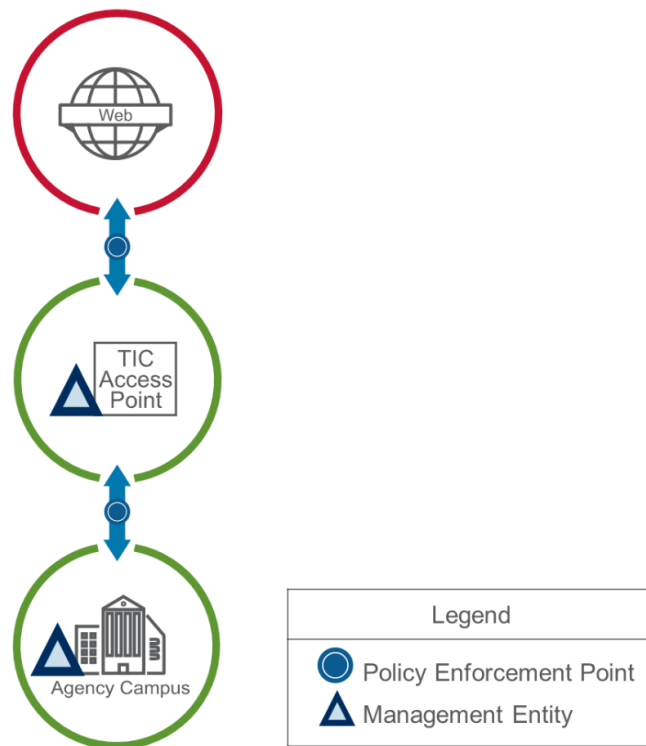 Web
TIC
Access
Point
Agency Campus
Legend
Policy Enforcement Point
Management Entity